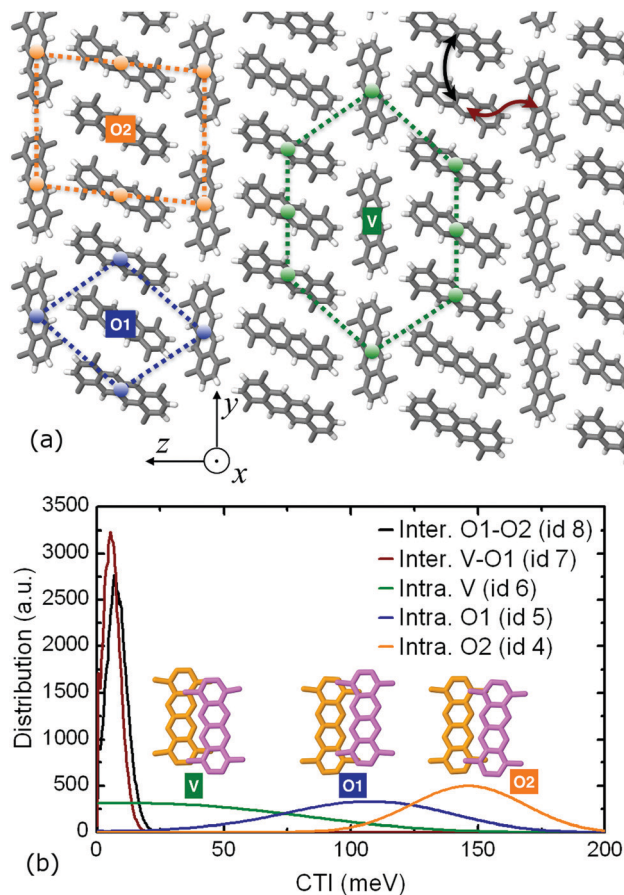 O2
V
O1
y
z
x
(a)
3500
3000
2500
2000
1500
1000
500
0
Distribution (a.u.)
Inter. O1-O2 (id 8)
Inter. V-O1 (id 7)
Intra. V (id 6)
Intra. O1 (id 5)
Intra. O2 (id 4)
V
O1
O2
0
50
100
150
200
(b)
CTI (meV)